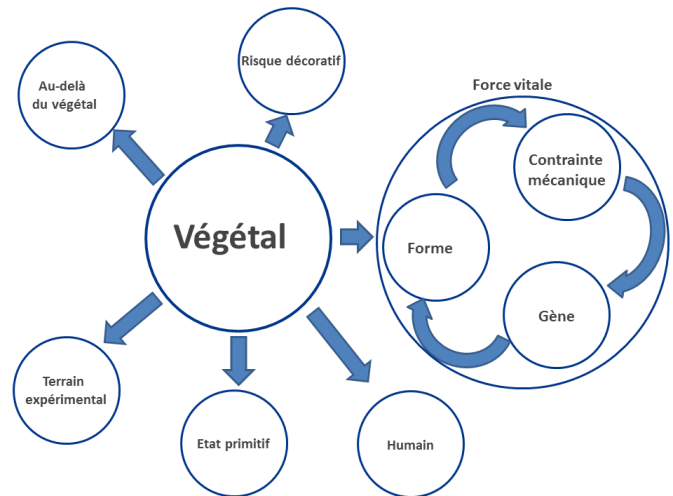 Risque décoratif
Au-delà
du végétal
Force vitale
Contrainte
mécanique
Végétal
Forme
Gène
Terrain
expérimental
Etat primitif
Humain